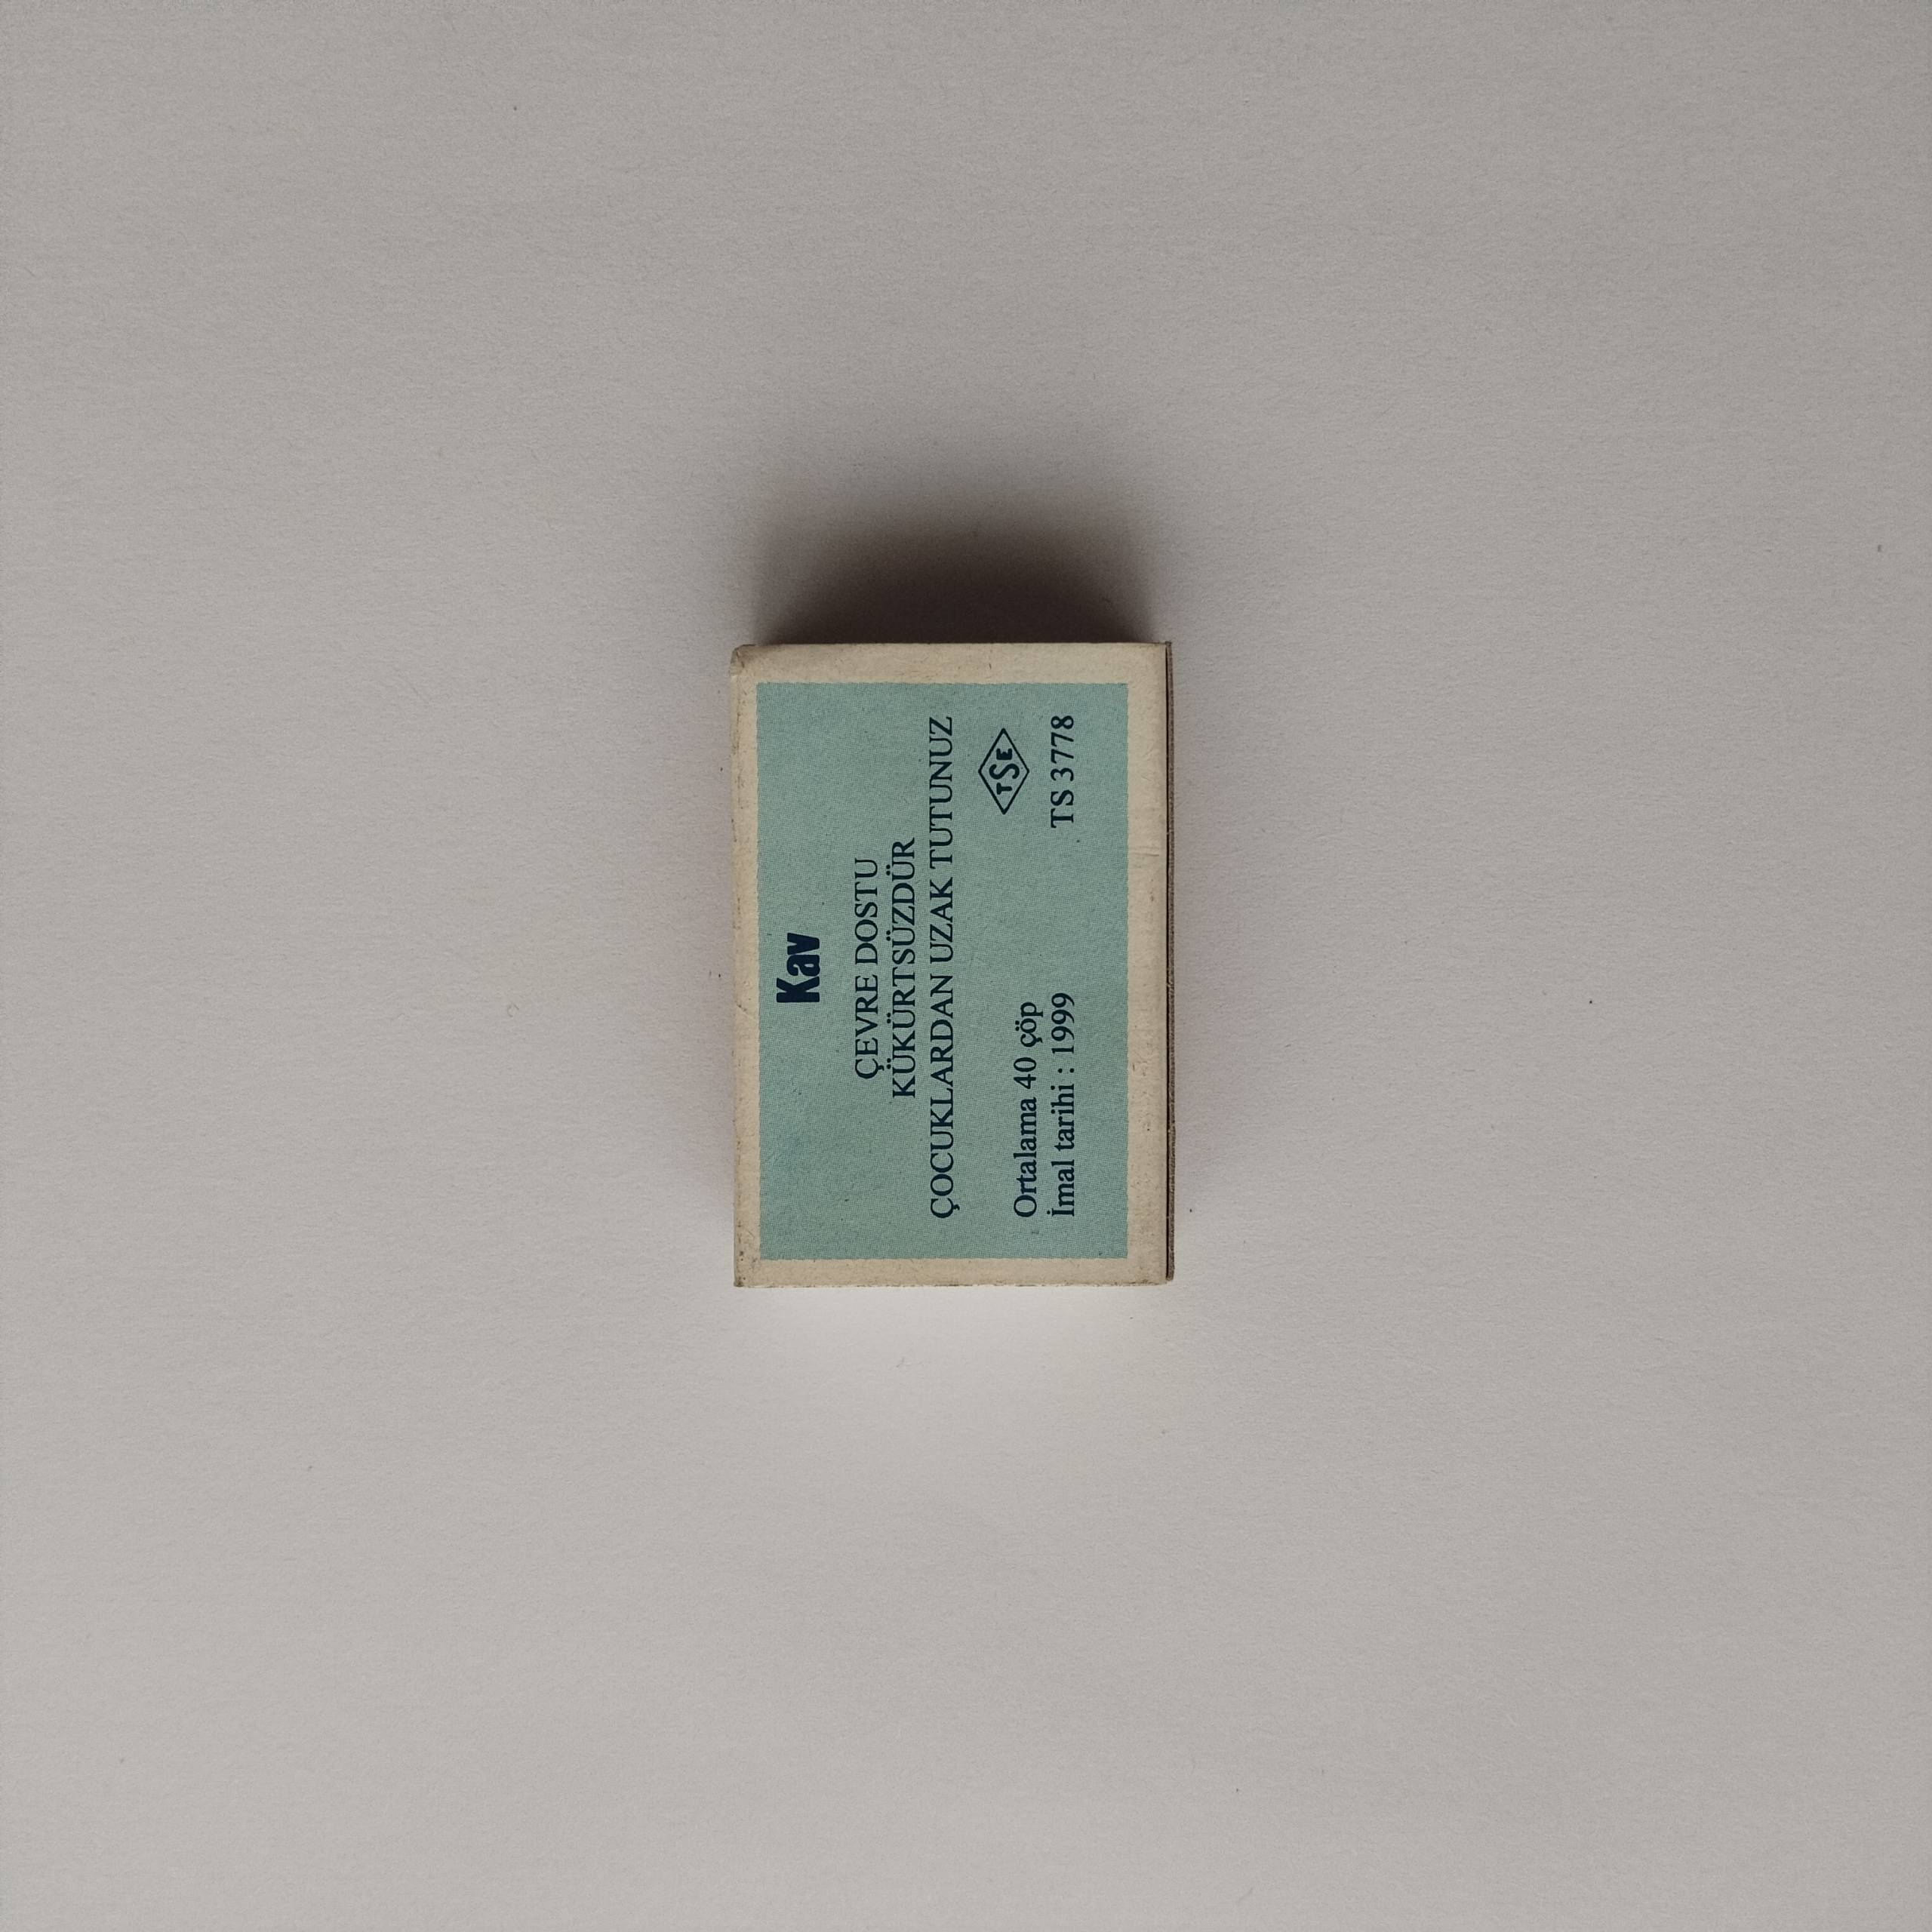 Kav
ÇEVRE DOSTU
KÜKÜRTSÜZDÜR
ÇOCUKLARDAN UZAK TUTUNUZ
TSE
Ortalama 40 çöp
İmal tarihi : 1999 TS 3778